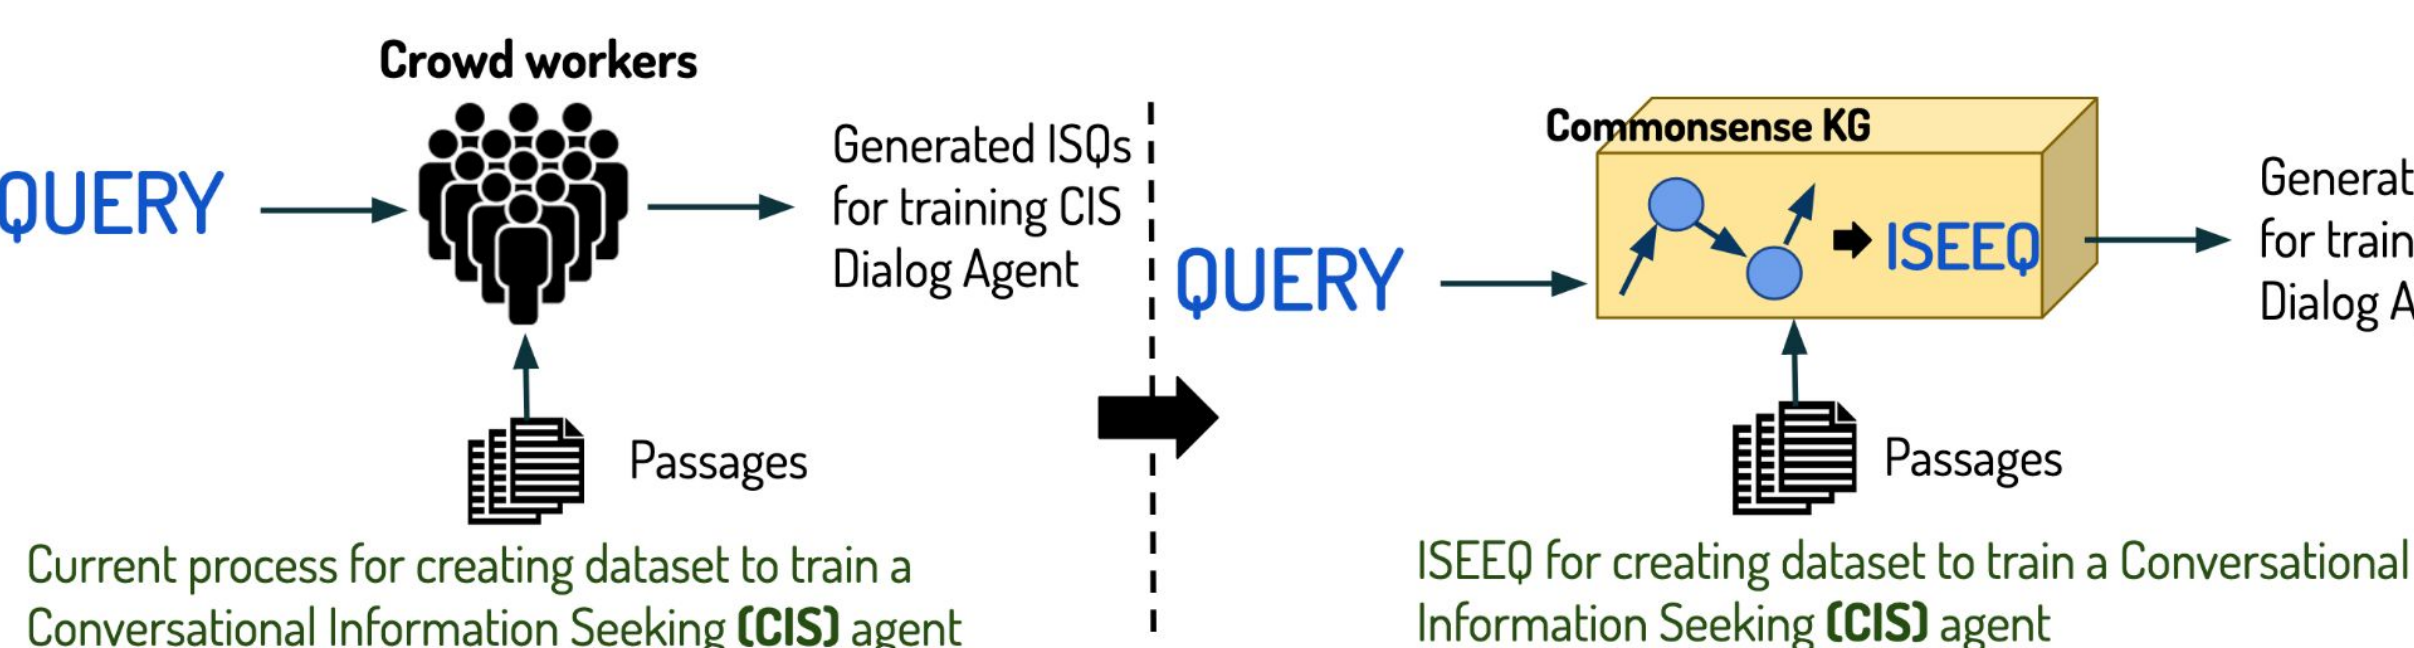 Crowd workers
QUERY
Generated ISQs
for training CIS
Dialog Agent
Passages
Current process for creating dataset to train a
Conversational Information Seeking (CIS) agent
Commonsense KG
QUERY
ISEEQ
for
Dialog
Passages
ISEEQ for creating dataset to train a Conversational
Information Seeking (CIS) agent